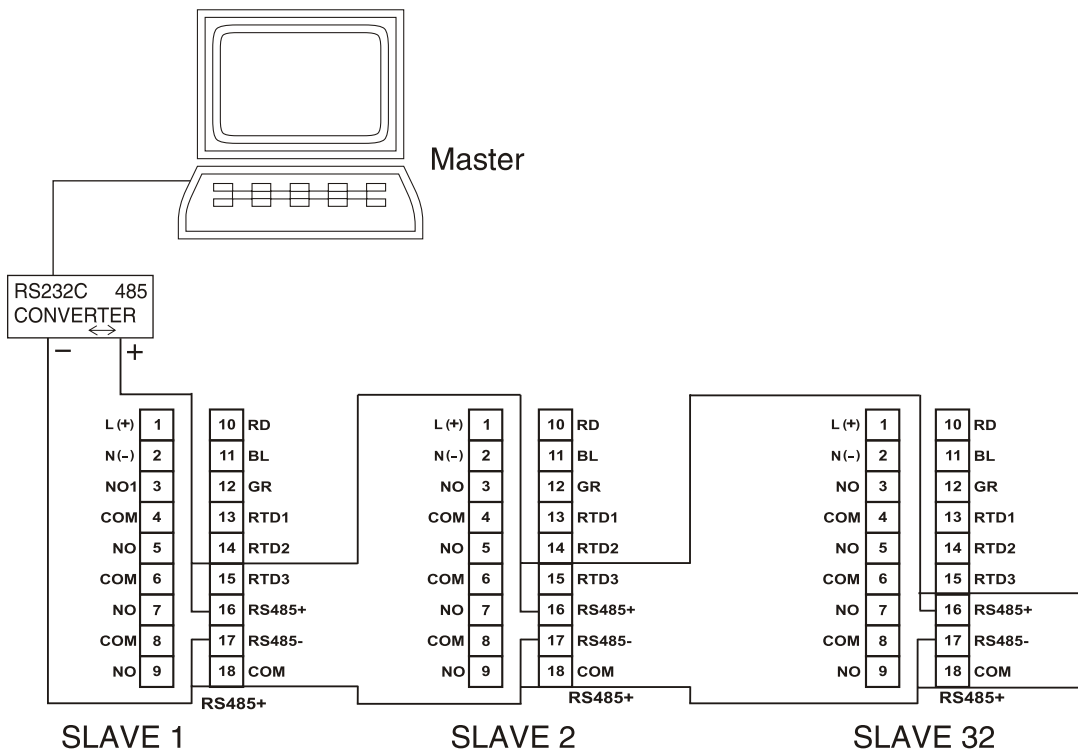 Master
RS232C 485
CONVERTER
− +
L (+) 1 10 RD
N(-) 2 11 BL
NO1 3 12 GR
COM 4 13 RTD1
NO 5 14 RTD2
COM 6 15 RTD3
NO 7 16 RS485+
COM 8 17 RS485-
NO 9 18 COM
RS485+
SLAVE 1
L (+) 1 10 RD
N(-) 2 11 BL
NO 3 12 GR
COM 4 13 RTD1
NO 5 14 RTD2
COM 6 15 RTD3
NO 7 16 RS485+
COM 8 17 RS485-
NO 9 18 COM
RS485+
SLAVE 2
L (+) 1 10 RD
N(-) 2 11 BL
NO 3 12 GR
COM 4 13 RTD1
NO 5 14 RTD2
COM 6 15 RTD3
NO 7 16 RS485+
COM 8 17 RS485-
NO 9 18 COM
RS485+
SLAVE 32